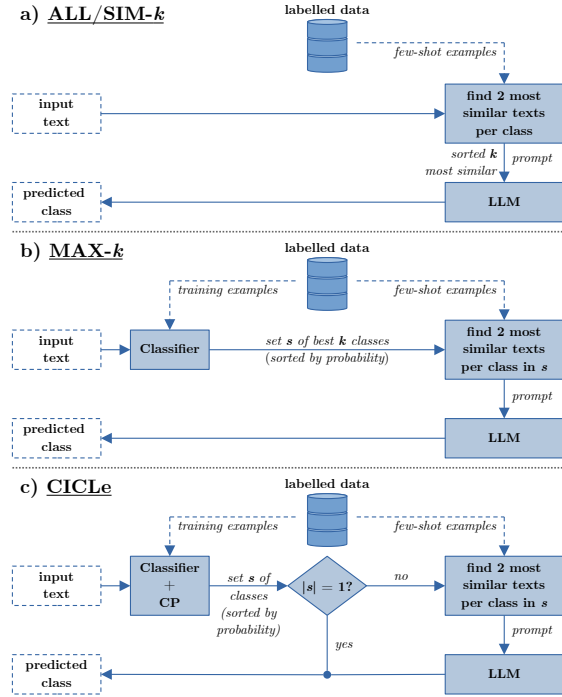 a) ALL/SIM-k
labelled data
few-shot examples
input
text
find 2 most
similar texts
per class
sorted k
most similar
prompt
predicted
class
LLM
b) MAX-k
labelled data
training examples
few-shot examples
input
text
Classifier
set s of best k classes
(sorted by probability)
find 2 most
similar texts
per class in s
prompt
predicted
class
LLM
c) CICLe
labelled data
training examples
few-shot examples
input
text
Classifier
+
CP
set s of
classes
(sorted by
probability)
|s| = 1?
no
find 2 most
similar texts
per class in s
yes
prompt
predicted
class
LLM